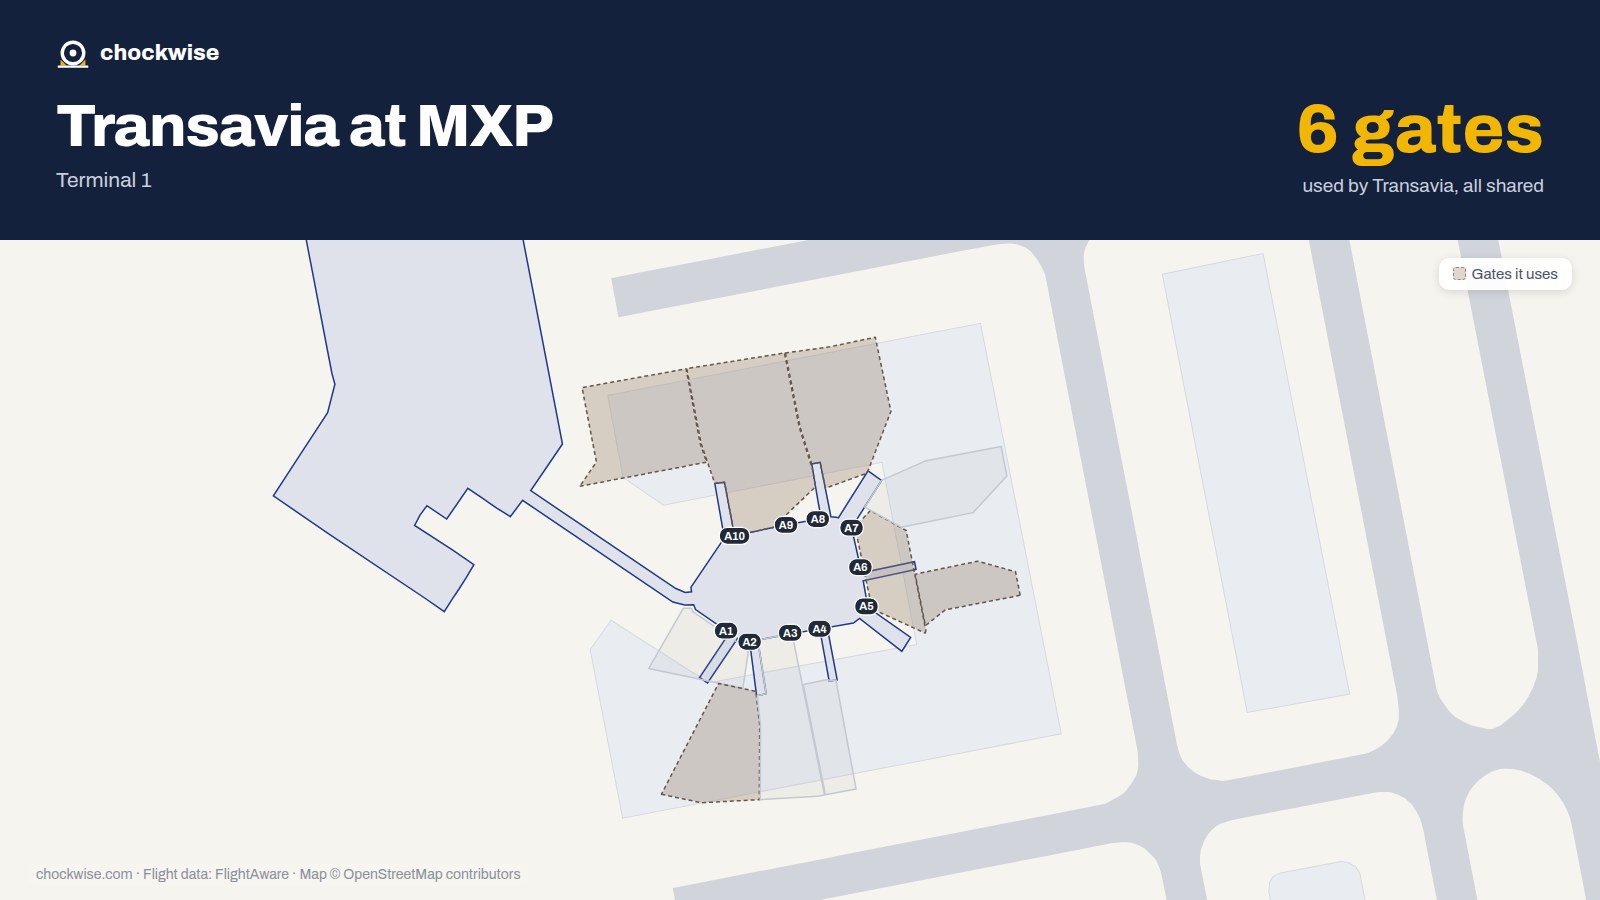 chockwise
Transavia at MXP
Terminal 1
6 gates
used by Transavia, all shared
Gates it uses
A10
A9
A8
A7
A6
A5
A1
A2
A3
A4
chockwise.com · Flight data: FlightAware · Map © OpenStreetMap contributors